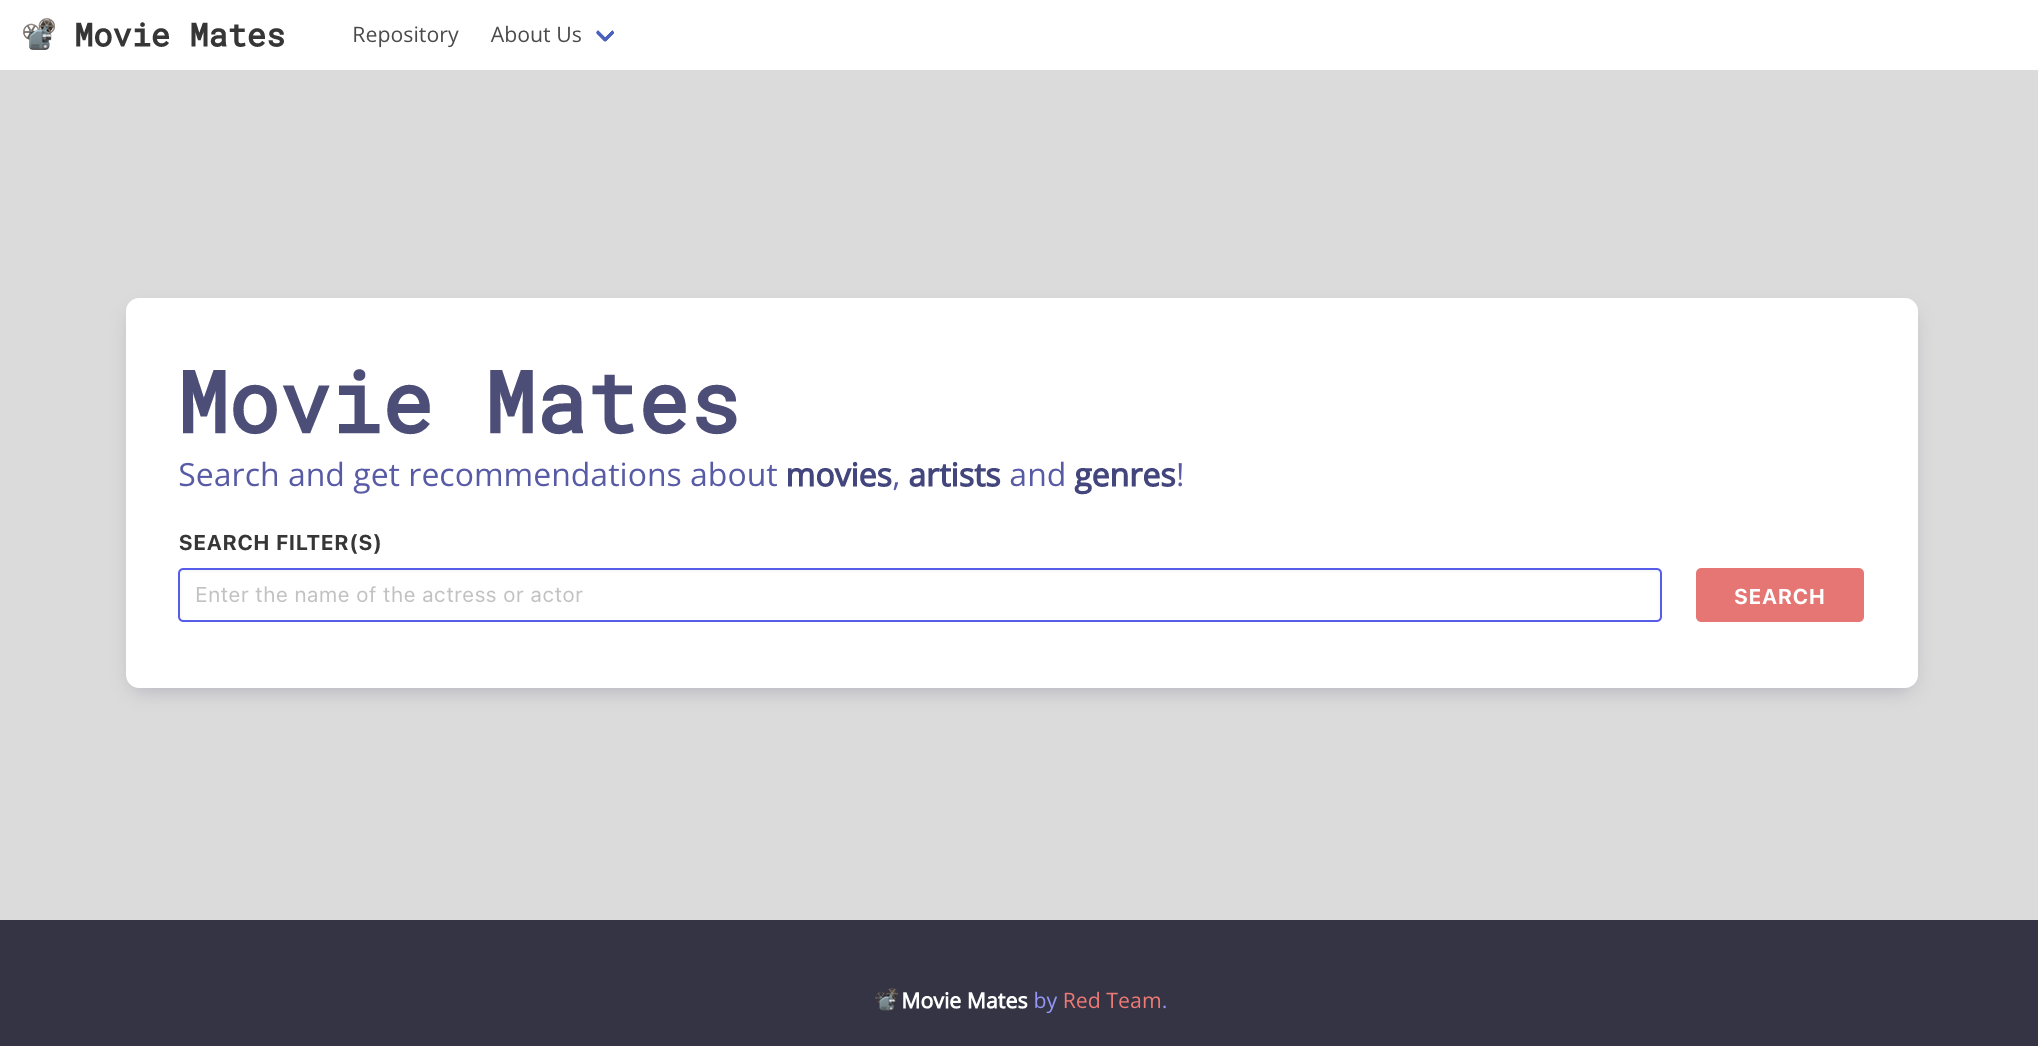 Movie Mates
Repository
About Us
Movie Mates
Search and get recommendations about movies, artists and genres!
SEARCH FILTER(S)
Enter the name of the actress or actor
SEARCH
Movie Mates by Red Team.